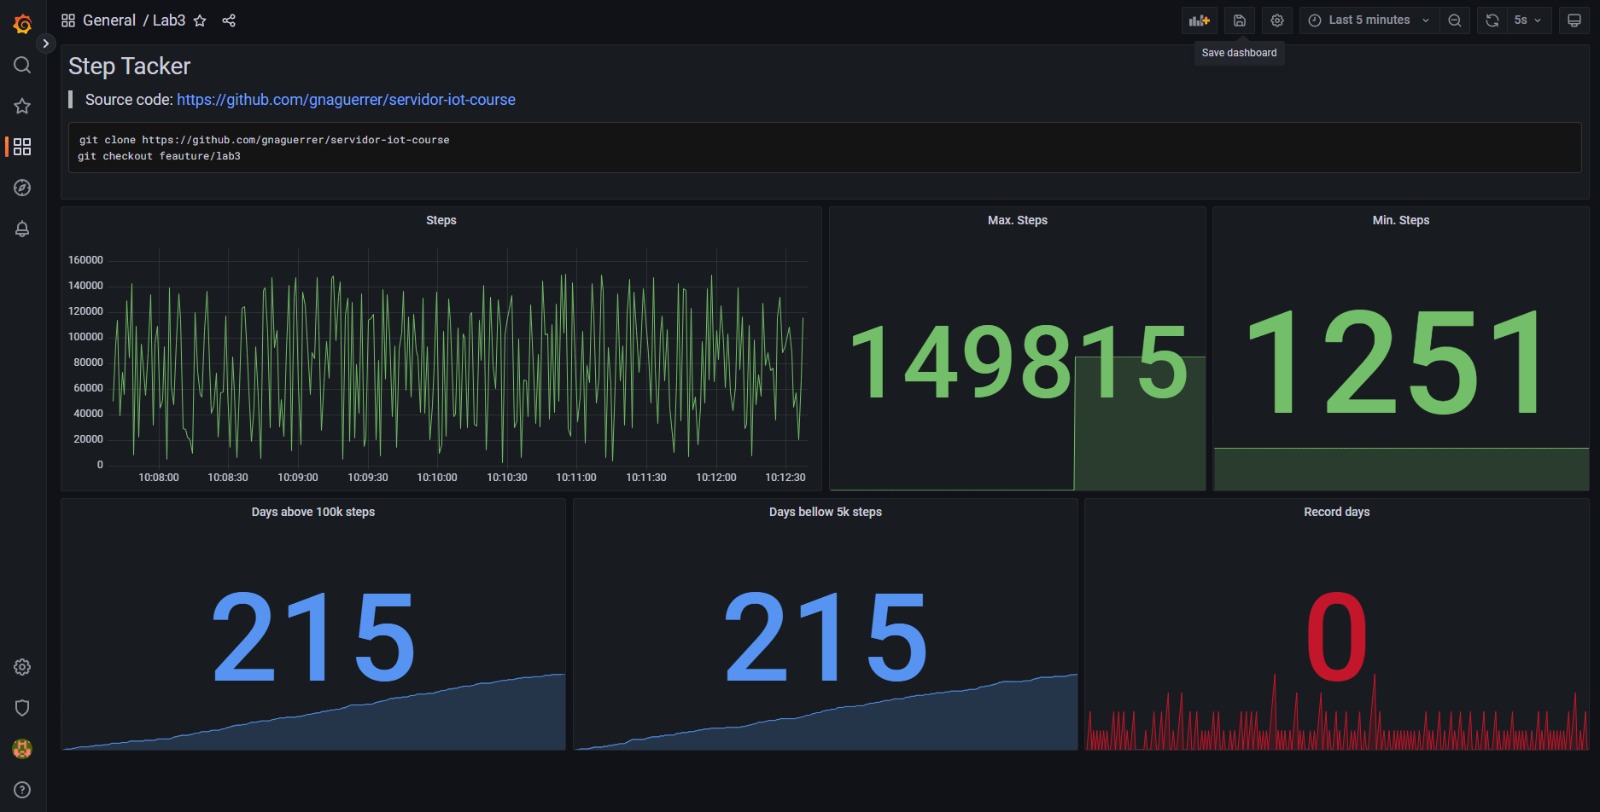 General / Lab3
Last 5 minutes
5s
Save dashboard
Step Tacker
Source code: https://github.com/gnaguerrer/servidor-iot-course
git clone https://github.com/gnaguerrer/servidor-iot-course
git checkout feauture/lab3
Steps
160000
140000
120000
100000
80000
60000
40000
20000
0
10:08:00 10:08:30 10:09:00 10:09:30 10:10:00 10:10:30 10:11:00 10:11:30 10:12:00 10:12:30
Max. Steps
149815
Min. Steps
1251
Days above 100k steps
215
Days bellow 5k steps
215
Record days
0